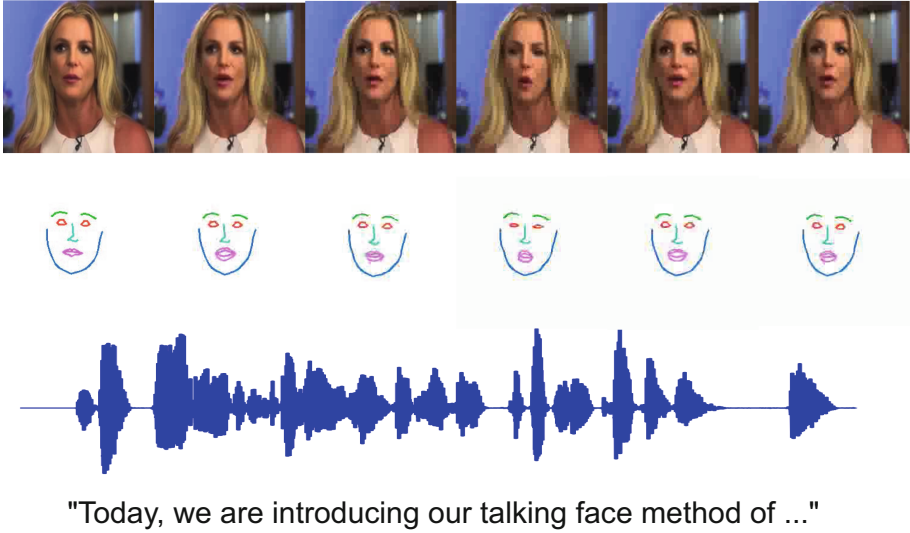 "Today, we are introducing our talking face method of ..."